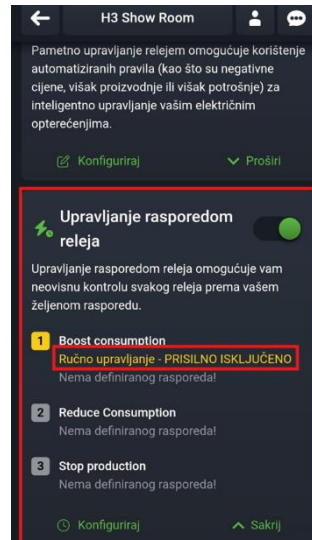 H3 Show Room
Pametno upravljanje relejem omogućuje korištenje
automatiziranih pravila (kao što su negativne
cijene, višak proizvodnje ili višak potrošnje) za
inteligentno upravljanje vašim električnim
opterećenjima.
Konfiguriraj
Proširi
Upravljanje rasporedom
releja
Upravljanje rasporedom releja omogućuje vam
neovisnu kontrolu svakog releja prema vašem
željenom rasporedu.
1 Boost consumption
Ručno upravljanje - PRISILNO ISKLJUČENO
Nema definiranog rasporeda!
2 Reduce Consumption
Nema definiranog rasporeda!
3 Stop production
Nema definiranog rasporeda!
Konfiguriraj
Sakrij